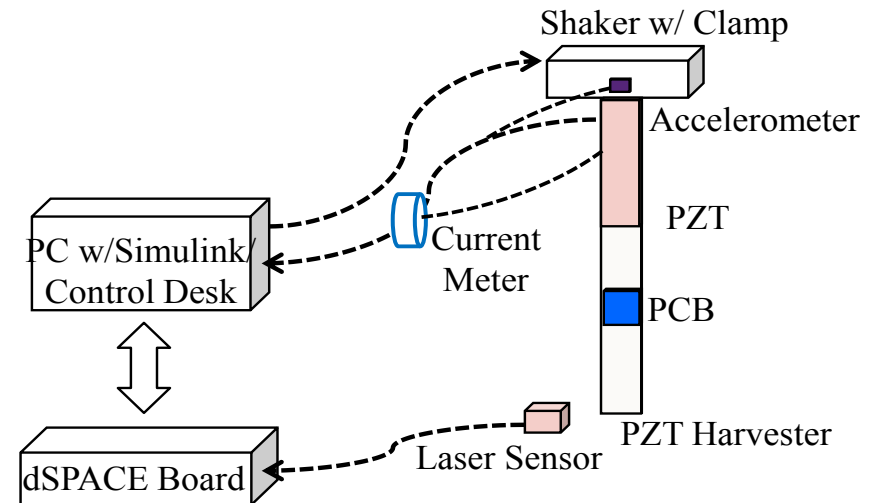 Shaker w/ Clamp
Accelerometer
PZT
PC w/Simulink/
Control Desk
Current
Meter
PCB
PZT Harvester
Laser Sensor
dSPACE Board